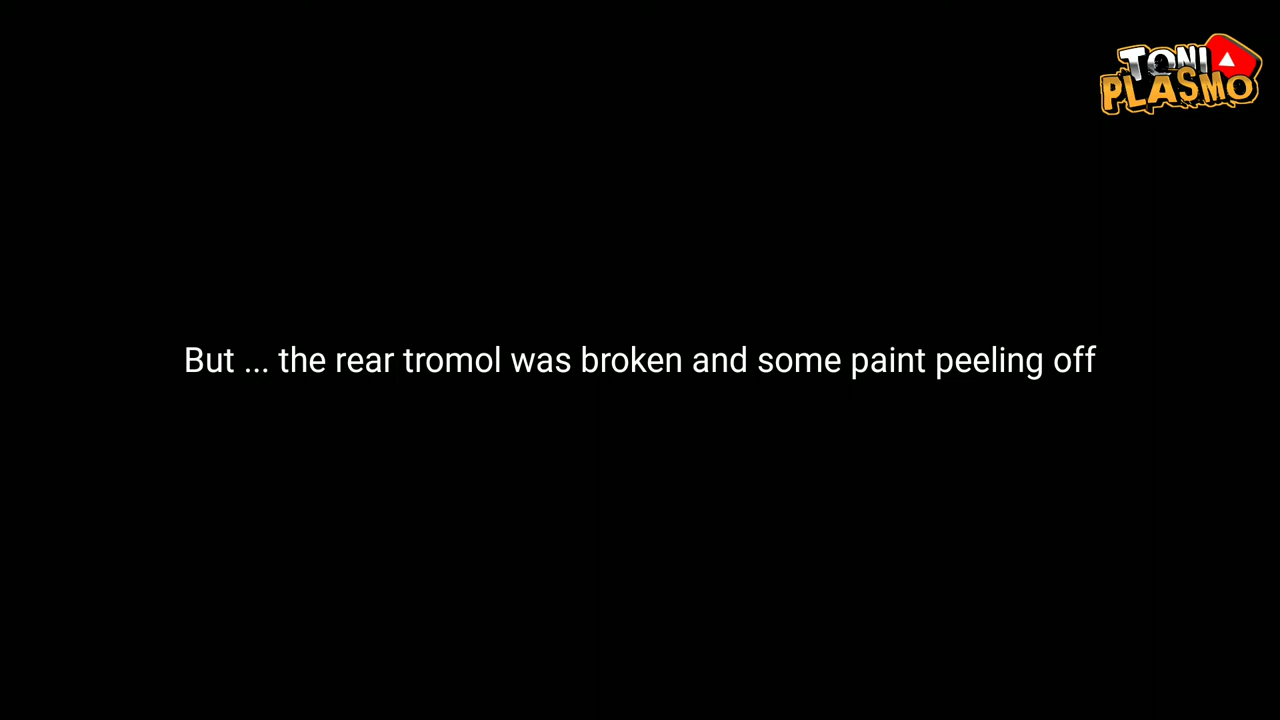 TONI
PLASMO
But ... the rear tromol was broken and some paint peeling off